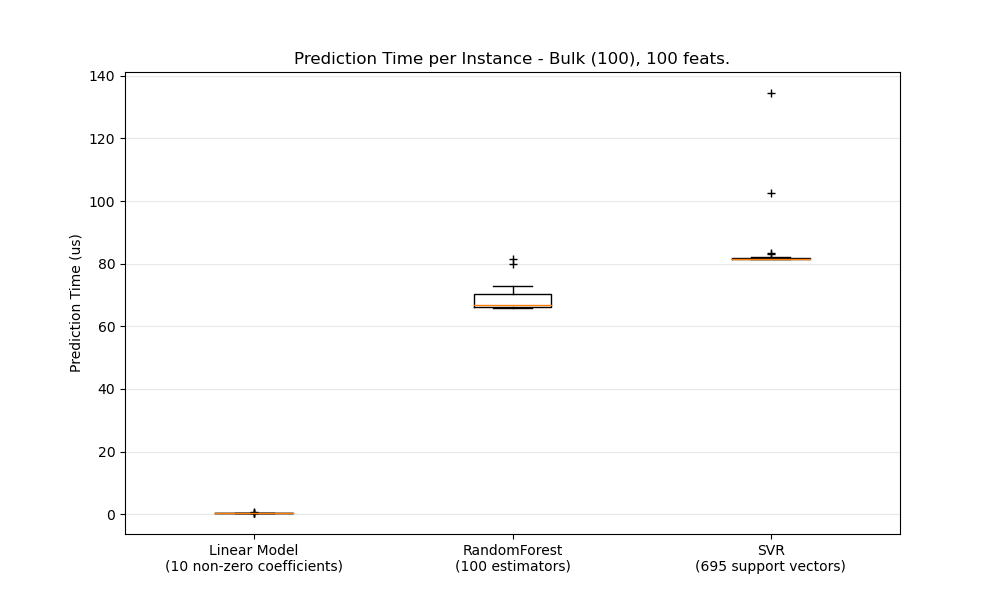 Prediction Time per Instance - Bulk (100), 100 feats.
Prediction Time (us)
140
120
100
80
60
40
20
0
Linear Model
(10 non-zero coefficients)
RandomForest
(100 estimators)
SVR
(695 support vectors)